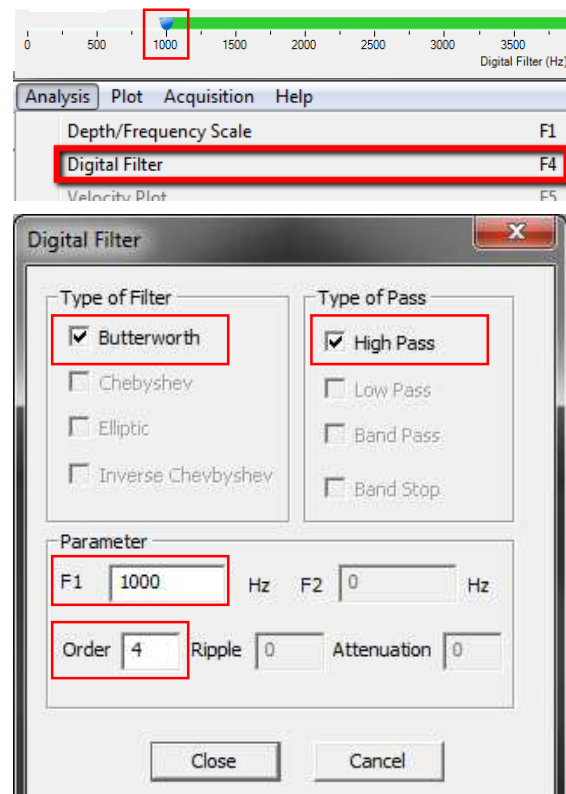 0 500 1000 1500 2000 2500 3000 3500
Digital Filter (Hz)
Analysis Plot Acquisition Help
Depth/Frequency Scale F1
Digital Filter F4
Velocity Plot F5
Digital Filter
Type of Filter Type of Pass
Butterworth High Pass
Chebyshev Low Pass
Elliptic Band Pass
Inverse Chevbyshev Band Stop
Parameter
F1 1000 Hz F2 0 Hz
Order 4 Ripple 0 Attenuation 0
Close Cancel